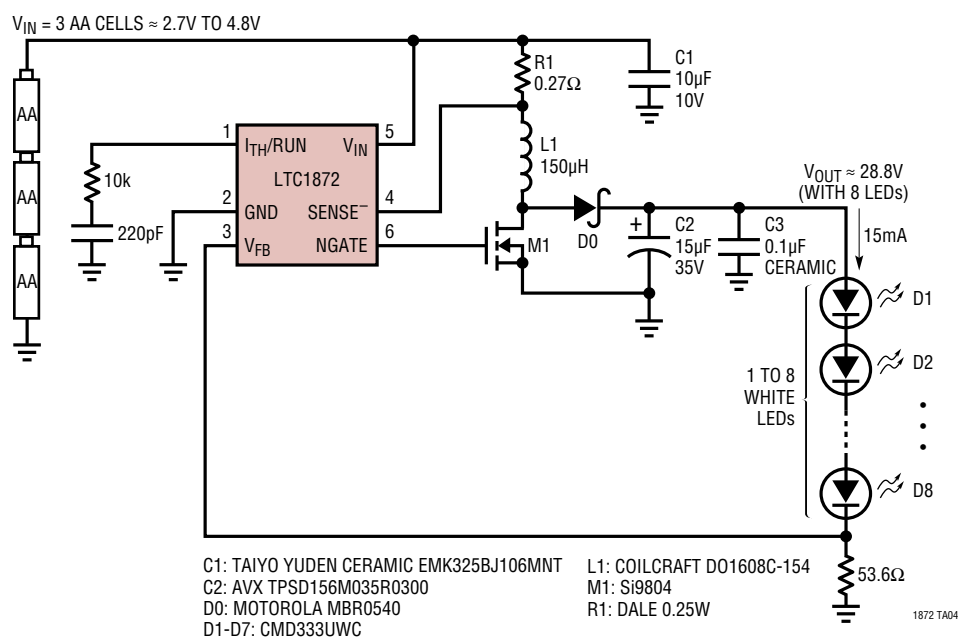 V_IN = 3 AA CELLS ≈ 2.7V TO 4.8V
AA
AA
AA
10k
220pF
1
2
3
I_TH/RUN
GND
V_FB
LTC1872
V_IN
SENSE⁻
NGATE
5
4
6
R1
0.27Ω
C1
10µF
10V
L1
150µH
M1
D0
+
C2
15µF
35V
C3
0.1µF
CERAMIC
V_OUT ≈ 28.8V
(WITH 8 LEDs)
15mA
D1
D2
D8
1 TO 8
WHITE
LEDs
53.6Ω
C1: TAIYO YUDEN CERAMIC EMK325BJ106MNT
C2: AVX TPSD156M035R0300
D0: MOTOROLA MBR0540
D1-D7: CMD333UWC
L1: COILCRAFT DO1608C-154
M1: Si9804
R1: DALE 0.25W
1872 TA04